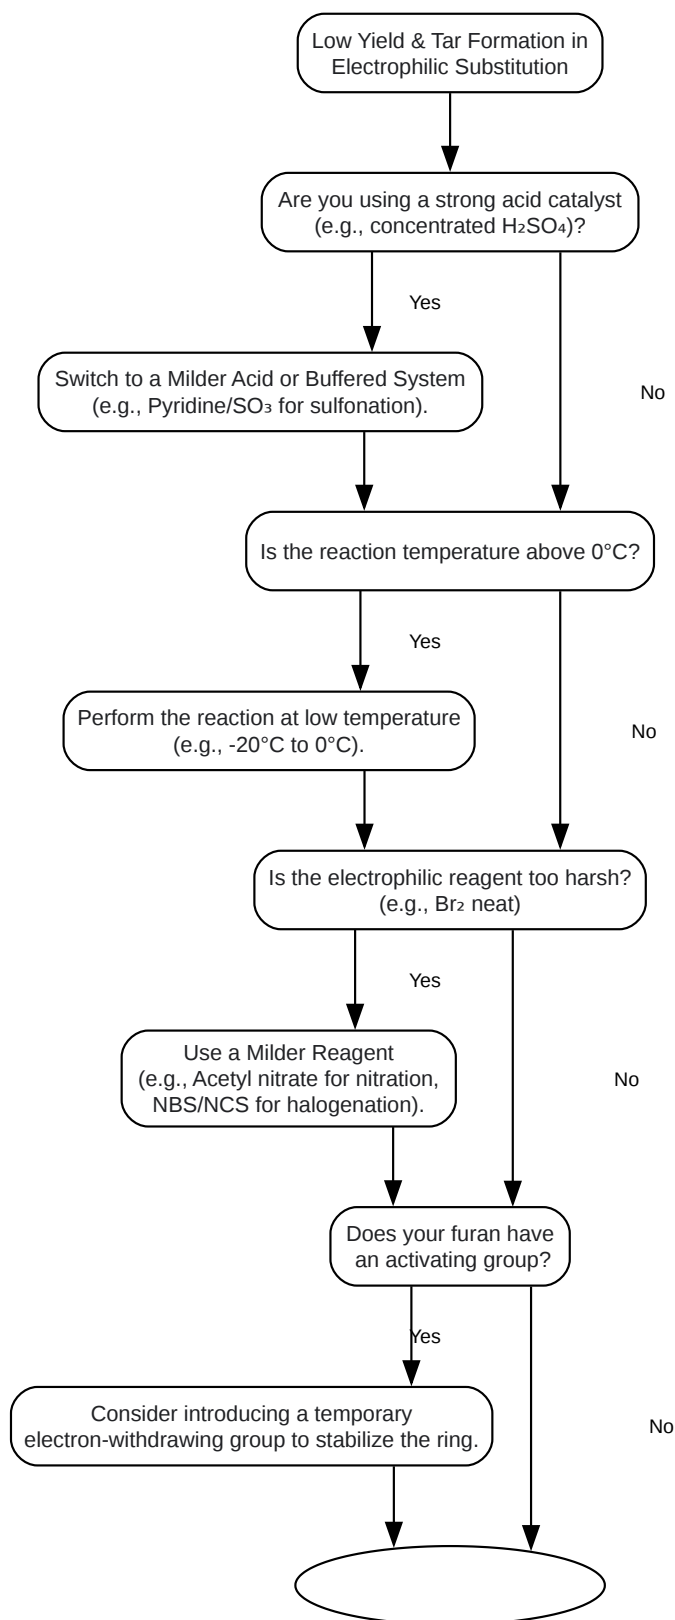 Low Yield & Tar Formation in
Electrophilic Substitution
Are you using a strong acid catalyst
(e.g., concentrated H₂SO₄)?
Yes
Switch to a Milder Acid or Buffered System
(e.g., Pyridine/SO₃ for sulfonation).
No
Is the reaction temperature above 0°C?
Yes
Perform the reaction at low temperature
(e.g., -20°C to 0°C).
No
Is the electrophilic reagent too harsh?
(e.g., Br₂ neat)
Yes
Use a Milder Reagent
(e.g., Acetyl nitrate for nitration,
NBS/NCS for halogenation).
No
Does your furan have
an activating group?
Yes
Consider introducing a temporary
electron-withdrawing group to stabilize the ring.
No